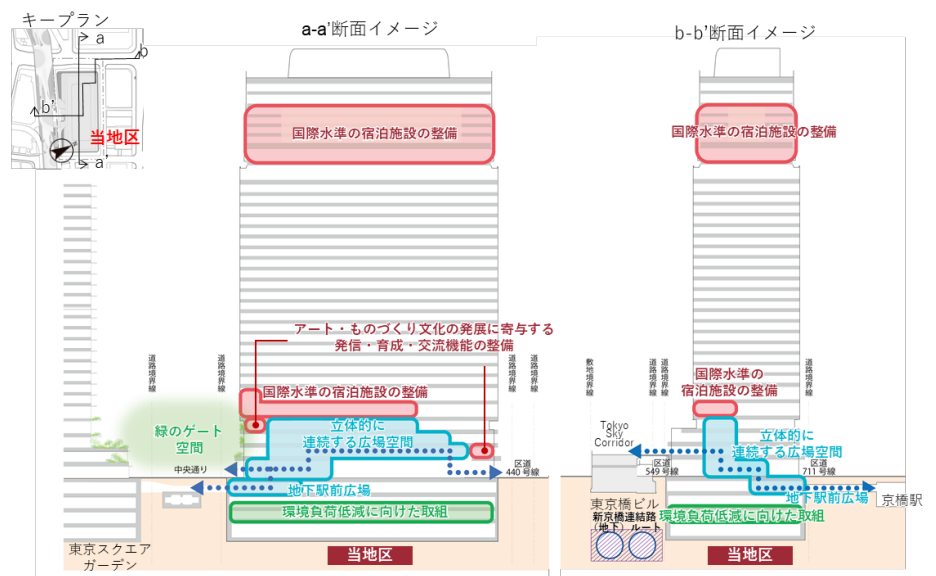 キープラン
a
b
b'
当地区
a'
a-a'断面イメージ
国際水準の宿泊施設の整備
アート・ものづくり文化の発展に寄与する
発信・育成・交流機能の整備
道路境界線
道路境界線
道路境界線
道路境界線
国際水準の宿泊施設の整備
緑のゲート
空間
立体的に
連続する広場空間
中央通り
区道
440号線
地下駅前広場
環境負荷低減に向けた取組
東京スクエア
ガーデン
当地区
b-b'断面イメージ
国際水準の宿泊施設の整備
国際水準の
宿泊施設の整備
敷地境界線
道路境界線
道路境界線
道路境界線
Tokyo
Sky
Corridor
立体的に
連続する広場空間
区道
549号線
区道
711号線
地下駅前広場
京橋駅
東京橋ビル
新京橋連結路
（地下）ルート
環境負荷低減に向けた取組
当地区